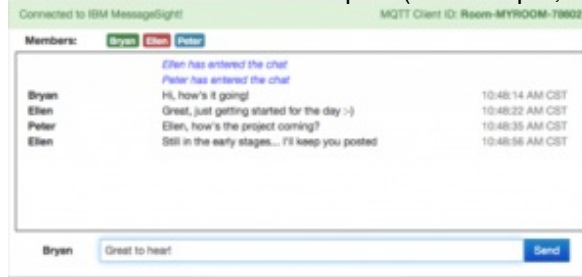 Connected to IBM MessageSight! MQTT Client ID: Room-MYROOM-78602
Members: Bryan Ellen Peter
Ellen has entered the chat
Peter has entered the chat
Bryan Hi, how's it going! 10:48:14 AM CST
Ellen Great, just getting started for the day :-) 10:48:22 AM CST
Peter Ellen, how's the project coming? 10:48:35 AM CST
Ellen Still in the early stages... I'll keep you posted 10:48:56 AM CST
Bryan Great to hear! Send